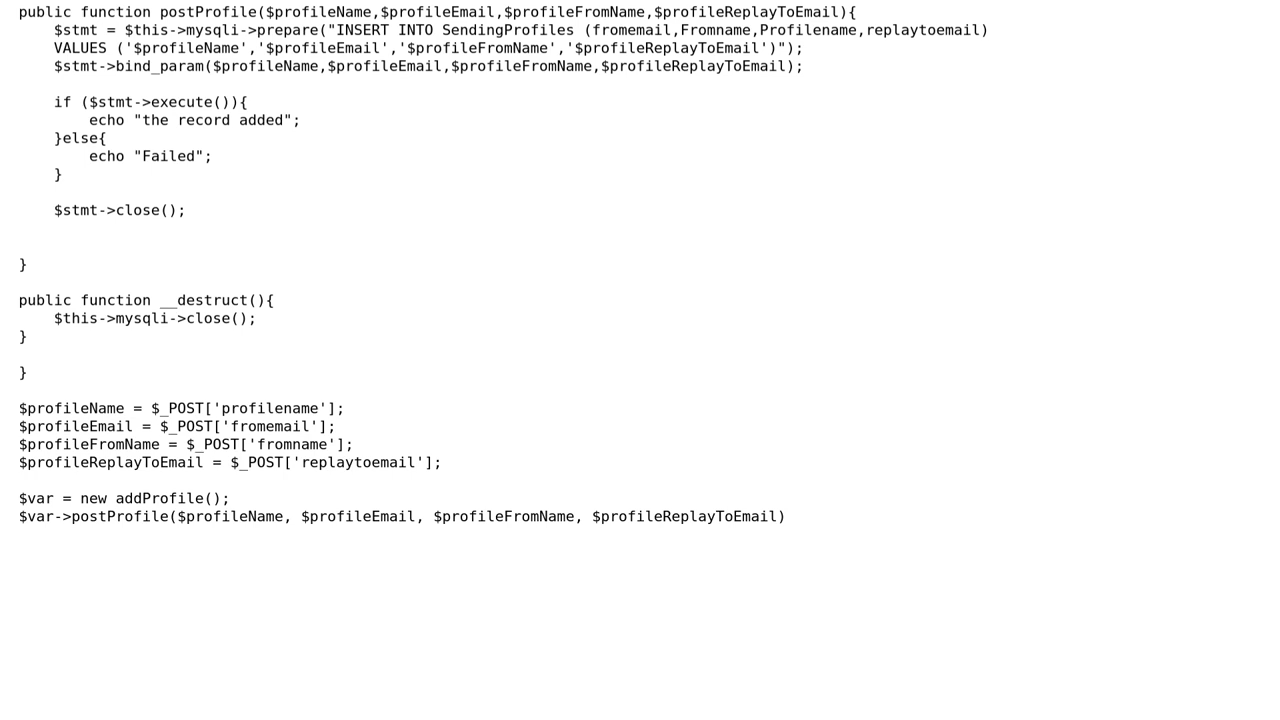 public function postProfile($profileName,$profileEmail,$profileFromName,$profileReplayToEmail){
    $stmt = $this->mysqli->prepare("INSERT INTO SendingProfiles (fromemail,Fromname,Profilename,replaytoemail)
    VALUES ('$profileName','$profileEmail','$profileFromName','$profileReplayToEmail')");
    $stmt->bind_param($profileName,$profileEmail,$profileFromName,$profileReplayToEmail);

    if ($stmt->execute()){
        echo "the record added";
    }else{
        echo "Failed";
    }

    $stmt->close();


}

public function __destruct(){
    $this->mysqli->close();
}

}

$profileName = $_POST['profilename'];
$profileEmail = $_POST['fromemail'];
$profileFromName = $_POST['fromname'];
$profileReplayToEmail = $_POST['replaytoemail'];

$var = new addProfile();
$var->postProfile($profileName, $profileEmail, $profileFromName, $profileReplayToEmail)